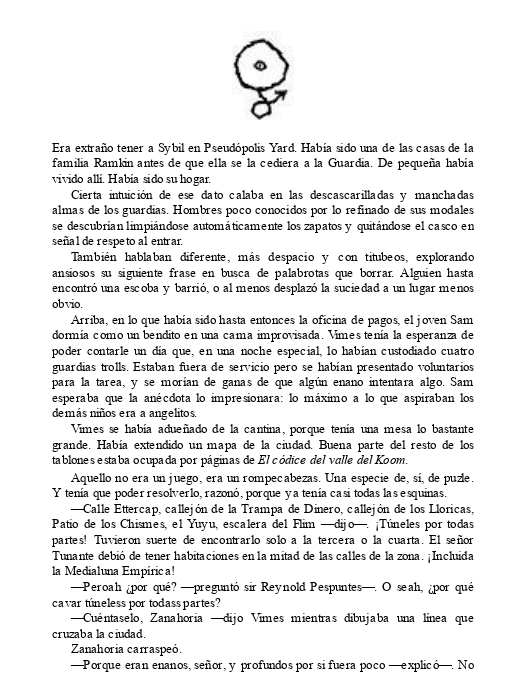 Era extraño tener a Sybil en Pseudópolis Yard. Había sido una de las casas de la
familia Ramkin antes de que ella se la cediera a la Guardia. De pequeña había
vivido allí. Había sido su hogar.
Cierta intuición de ese dato calaba en las descascarilladas y manchadas
almas de los guardias. Hombres poco conocidos por lo refinado de sus modales
se descubrían limpiándose automáticamente los zapatos y quitándose el casco en
señal de respeto al entrar.
También hablaban diferente, más despacio y con titubeos, explorando
ansiosos su siguiente frase en busca de palabrotas que borrar. Alguien hasta
encontró una escoba y barrió, o al menos desplazó la suciedad a un lugar menos
obvio.
Arriba, en lo que había sido hasta entonces la oficina de pagos, el joven Sam
dormía como un bendito en una cama improvisada. Vimes tenía la esperanza de
poder contarle un día que, en una noche especial, lo habían custodiado cuatro
guardias trolls. Estaban fuera de servicio pero se habían presentado voluntarios
para la tarea, y se morían de ganas de que algún enano intentara algo. Sam
esperaba que la anécdota lo impresionara: lo máximo a lo que aspiraban los
demás niños era a angelitos.
Vimes se había adueñado de la cantina, porque tenía una mesa lo bastante
grande. Había extendido un mapa de la ciudad. Buena parte del resto de los
tablones estaba ocupada por páginas de El códice del valle del Koom.
Aquello no era un juego, era un rompecabezas. Una especie de, sí, de puzle.
Y tenía que poder resolverlo, razonó, porque ya tenía casi todas las esquinas.
—Calle Ettercap, callejón de la Trampa de Dinero, callejón de los Lloricas,
Patio de los Chismes, el Yuyu, escalera del Flim —dijo—. ¡Túneles por todas
partes! Tuvieron suerte de encontrarlo solo a la tercera o la cuarta. El señor
Tunante debió de tener habitaciones en la mitad de las calles de la zona. ¡Incluida
la Medialuna Empírica!
—Peroah ¿por qué? —preguntó sir Reynold Pespuntes—. O seah, ¿por qué
cavar túneless por todass partes?
—Cuéntaselo, Zanahoria —dijo Vimes mientras dibujaba una línea que
cruzaba la ciudad.
Zanahoria carraspeó.
—Porque eran enanos, señor, y profundos por si fuera poco —explicó—. No